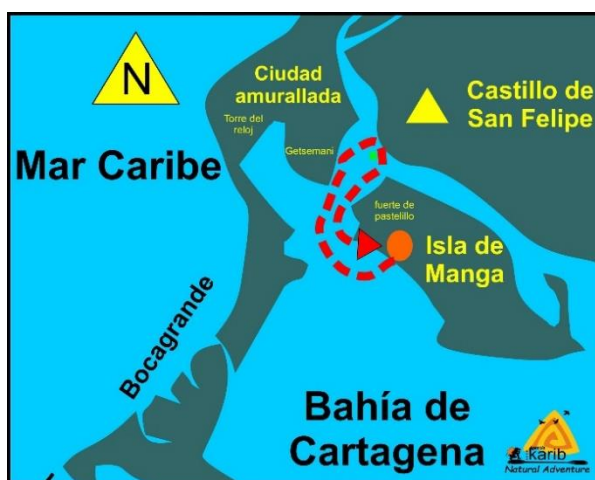 N
Ciudad
amurallada
Castillo de
San Felipe
Torre del
reloj
Getsemani
Mar Caribe
fuerte de
pastelillo
Isla de
Manga
Bocagrande
Bahía de
Cartagena
Karib
Natural Adventure